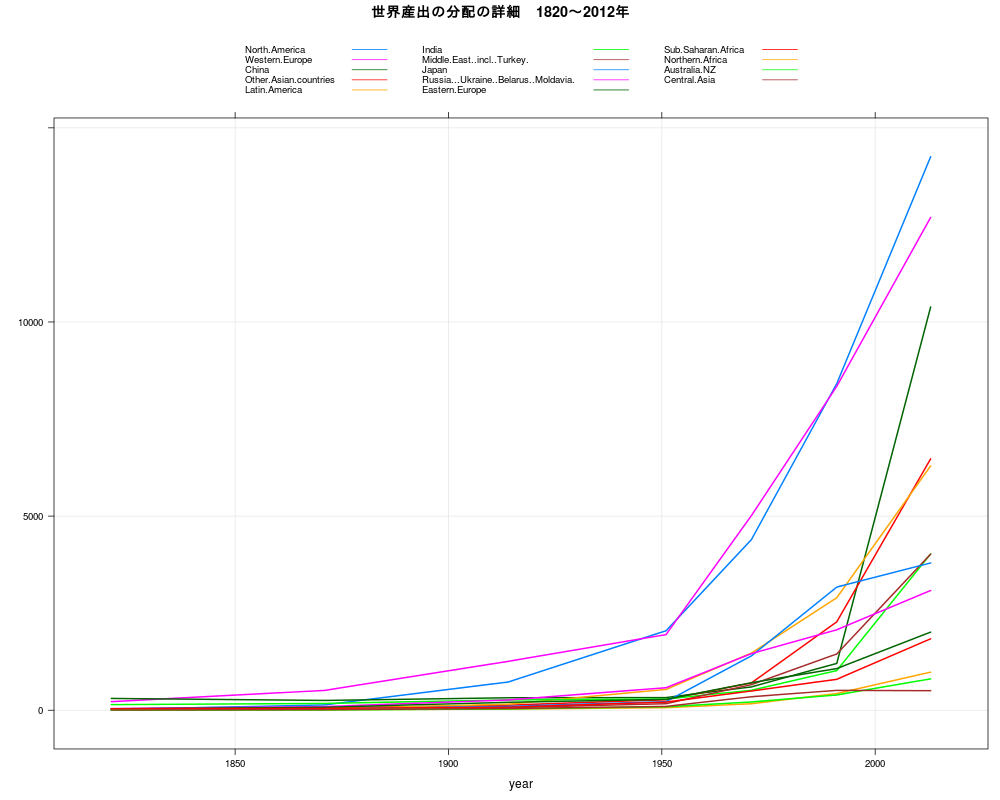 世界産出の分配の詳細　1820～2012年
North.America
Western.Europe
China
Other.Asian.countries
Latin.America
India
Middle.East..incl..Turkey.
Japan
Russia...Ukraine..Belarus..Moldavia.
Eastern.Europe
Sub.Saharan.Africa
Northern.Africa
Australia.NZ
Central.Asia
10000
5000
0
1850
1900
1950
2000
year